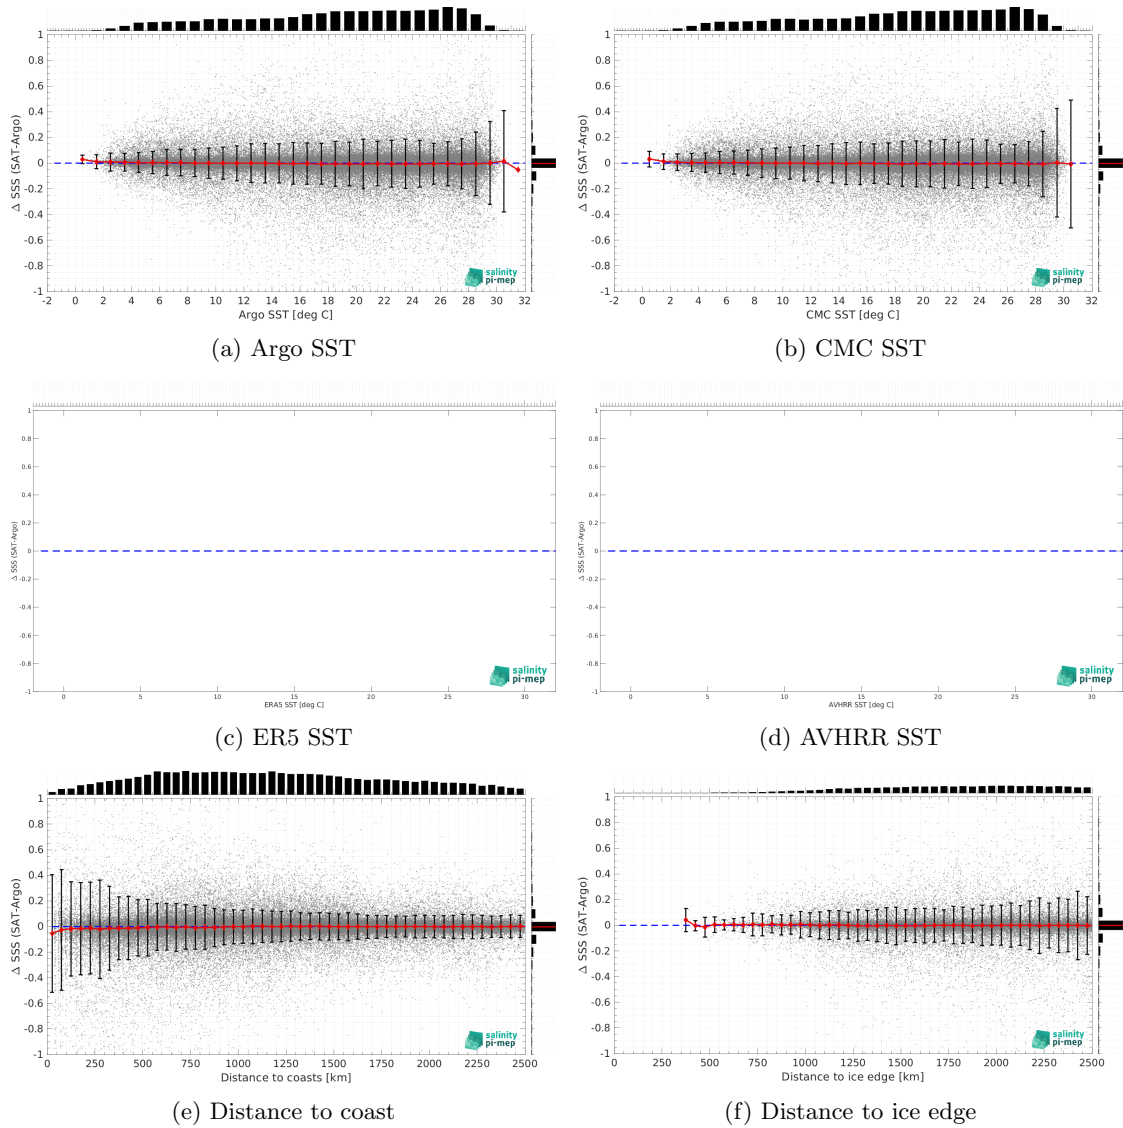 1
0.8
0.6
0.4
0.2
0
-0.2
-0.4
-0.6
-0.8
-1
Δ SSS (SAT-Argo)
-2 0 2 4 6 8 10 12 14 16 18 20 22 24 26 28 30 32
Argo SST [deg C]
salinity
pi-mep
(a) Argo SST
1
0.8
0.6
0.4
0.2
0
-0.2
-0.4
-0.6
-0.8
-1
Δ SSS (SAT-Argo)
-2 0 2 4 6 8 10 12 14 16 18 20 22 24 26 28 30 32
CMC SST [deg C]
salinity
pi-mep
(b) CMC SST
1
0.8
0.6
0.4
0.2
0
-0.2
-0.4
-0.6
-0.8
-1
Δ SSS (SAT-Argo)
0 5 10 15 20 25 30
ERA5 SST [deg C]
salinity
pi-mep
(c) ER5 SST
1
0.8
0.6
0.4
0.2
0
-0.2
-0.4
-0.6
-0.8
-1
Δ SSS (SAT-Argo)
0 5 10 15 20 25 30
AVHRR SST [deg C]
salinity
pi-mep
(d) AVHRR SST
1
0.8
0.6
0.4
0.2
0
-0.2
-0.4
-0.6
-0.8
-1
Δ SSS (SAT-Argo)
0 250 500 750 1000 1250 1500 1750 2000 2250 2500
Distance to coasts [km]
salinity
pi-mep
(e) Distance to coast
1
0.8
0.6
0.4
0.2
0
-0.2
-0.4
-0.6
-0.8
-1
Δ SSS (SAT-Argo)
0 250 500 750 1000 1250 1500 1750 2000 2250 2500
Distance to ice edge [km]
salinity
pi-mep
(f) Distance to ice edge